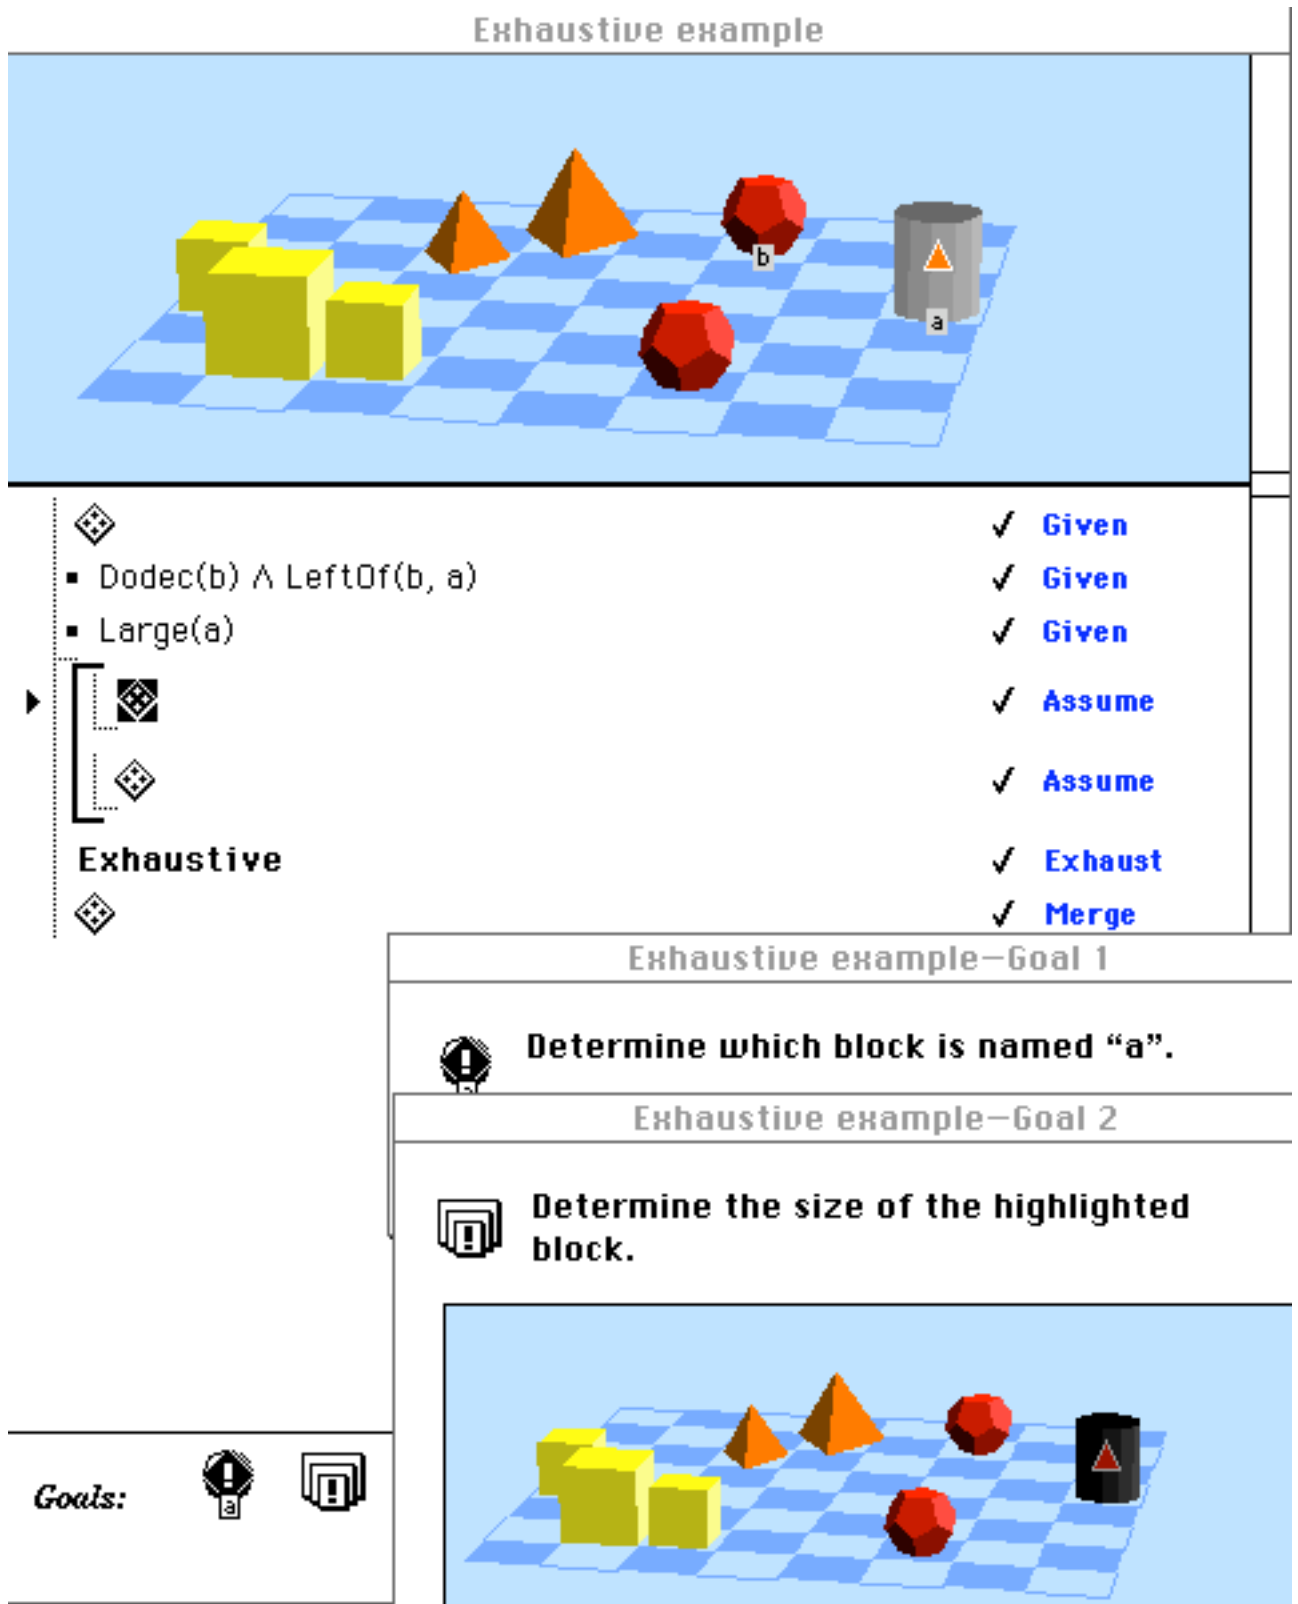 Exhaustive example
b
a
Given
▪ Dodec(b) ∧ LeftOf(b, a) ✓ Given
▪ Large(a) ✓ Given
✓ Assume
✓ Assume
Exhaustive ✓ Exhaust
✓ Merge
Exhaustive example—Goal 1
! Determine which block is named “a”.
a
Exhaustive example—Goal 2
! Determine the size of the highlighted
block.
Goals: ! !
a